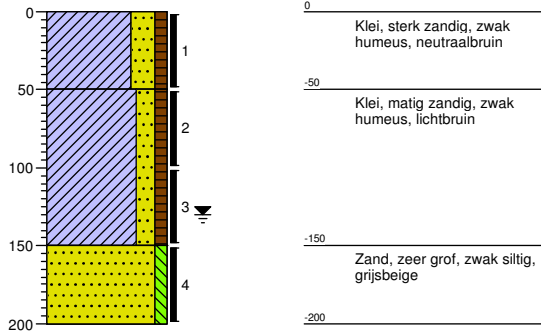 0
50
100
150
200
1
2
3
4
0
Klei, sterk zandig, zwak
humeus, neutraalbruin
-50
Klei, matig zandig, zwak
humeus, lichtbruin
-150
Zand, zeer grof, zwak siltig,
grijsbeige
-200